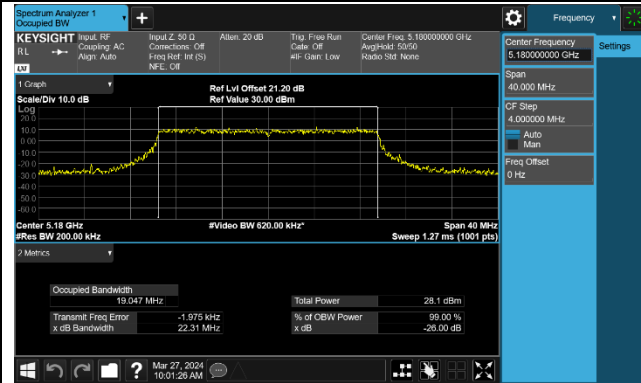 Spectrum Analyzer 1
Occupied BW
+
Frequency
KEYSIGHT
RL
LXI
Input: RF
Coupling: AC
Align: Auto
Input Z: 50 Ω
Corrections: Off
Freq Ref: Int (S)
NFE: Off
Atten: 20 dB
Trig: Free Run
Gate: Off
#IF Gain: Low
Center Freq: 5.180000000 GHz
Avg|Hold: 50/50
Radio Std: None
Center Frequency
5.180000000 GHz
Settings
Span
40.000 MHz
CF Step
4.000000 MHz
Auto
Man
Freq Offset
0 Hz
1 Graph
Scale/Div 10.0 dB
Ref Lvl Offset 21.20 dB
Ref Value 30.00 dBm
Log
20.0
10.0
0.00
-10.0
-20.0
-30.0
-40.0
-50.0
-60.0
Center 5.18 GHz
#Res BW 200.00 kHz
#Video BW 620.00 kHz*
Span 40 MHz
Sweep 1.27 ms (1001 pts)
2 Metrics
Occupied Bandwidth
19.047 MHz
Total Power 28.1 dBm
Transmit Freq Error -1.975 kHz
% of OBW Power 99.00 %
x dB Bandwidth 22.31 MHz
x dB -26.00 dB
?
Mar 27, 2024
10:01:26 AM